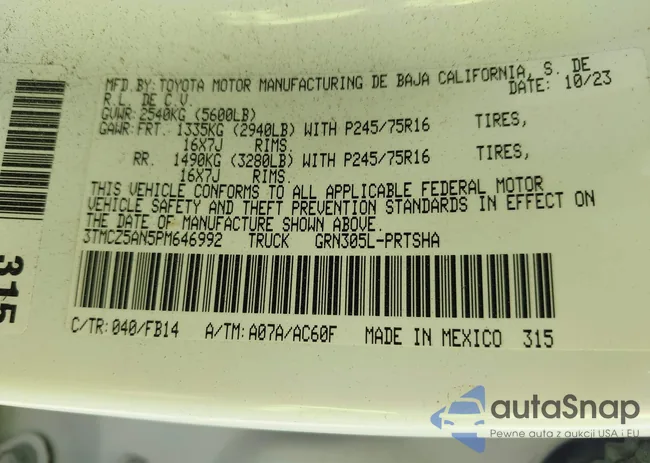 MFD.BY:TOYOTA MOTOR MANUFACTURING DE BAJA CALIFORNIA, S. DE
R.L. DE C.V. DATE: 10/23
GVWR:2540KG (5600LB)
GAWR:FRT. 1335KG (2940LB) WITH P245/75R16 TIRES,
16X7J RIMS.
RR. 1490KG (3280LB) WITH P245/75R16 TIRES,
16X7J RIMS.
THIS VEHICLE CONFORMS TO ALL APPLICABLE FEDERAL MOTOR
VEHICLE SAFETY AND THEFT PREVENTION STANDARDS IN EFFECT ON
THE DATE OF MANUFACTURE SHOWN ABOVE.
3TMCZ5AN5PM646992 TRUCK GRN305L-PRTSHA
C/TR:040/FB14 A/TM:A07A/AC60F MADE IN MEXICO 315
315
autaSnap
Pewne auta z aukcji USA i EU